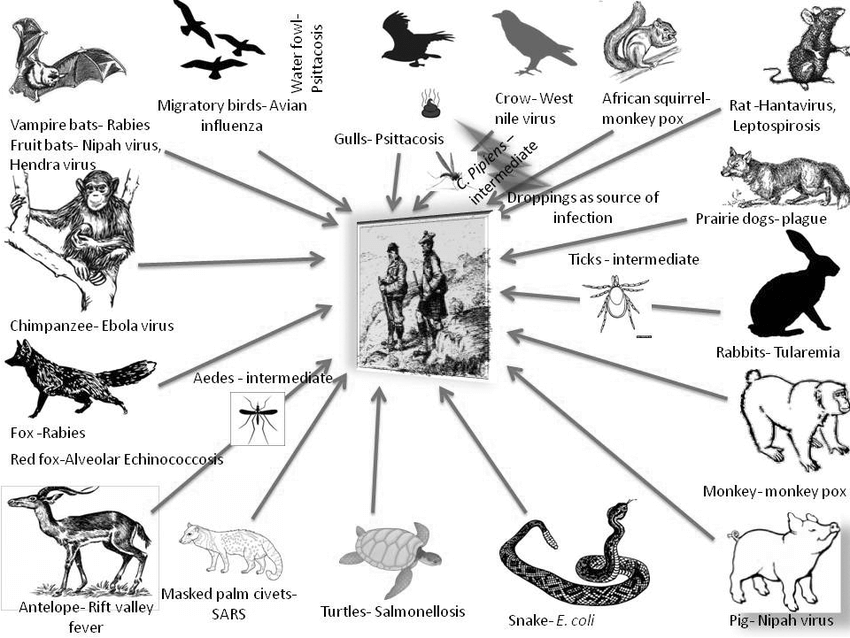 Water fowl-
Psittacosis
Vampire bats- Rabies
Fruit bats- Nipah virus,
Hendra virus
Migratory birds- Avian
influenza
Gulls- Psittacosis
Crow- West
nile virus
African squirrel-
monkey pox
Rat -Hantavirus,
Leptospirosis
C. Pipiens –
intermediate
Droppings as source of
infection
Prairie dogs- plague
Ticks - intermediate
Chimpanzee- Ebola virus
Rabbits- Tularemia
Aedes - intermediate
Fox -Rabies
Red fox-Alveolar Echinococcosis
Monkey- monkey pox
Antelope- Rift valley
fever
Masked palm civets-
SARS
Turtles- Salmonellosis
Snake- E. coli
Pig- Nipah virus